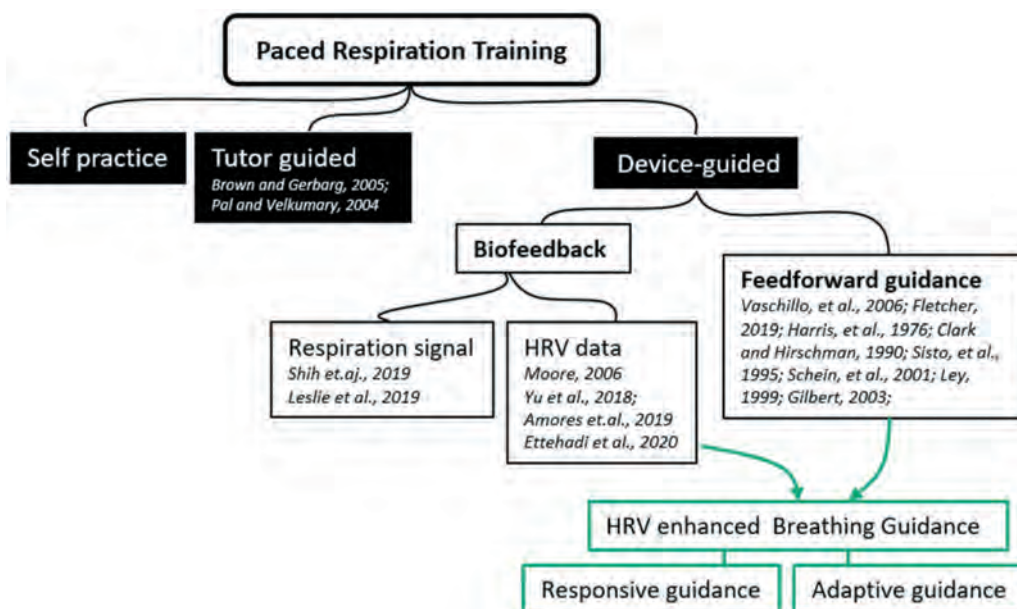 Paced Respiration Training
Self practice
Tutor guided
Brown and Gerbarg, 2005;
Pal and Velkumary, 2004
Device-guided
Biofeedback
Respiration signal
Shih et.aj., 2019
Leslie et al., 2019
HRV data
Moore, 2006
Yu et al., 2018;
Amores et.al., 2019
Ettehadi et al., 2020
Feedforward guidance
Vaschillo, et al., 2006; Fletcher,
2019; Harris, et al., 1976; Clark
and Hirschman, 1990; Sisto, et al.,
1995; Schein, et al., 2001; Ley,
1999; Gilbert, 2003;
HRV enhanced Breathing Guidance
Responsive guidance
Adaptive guidance